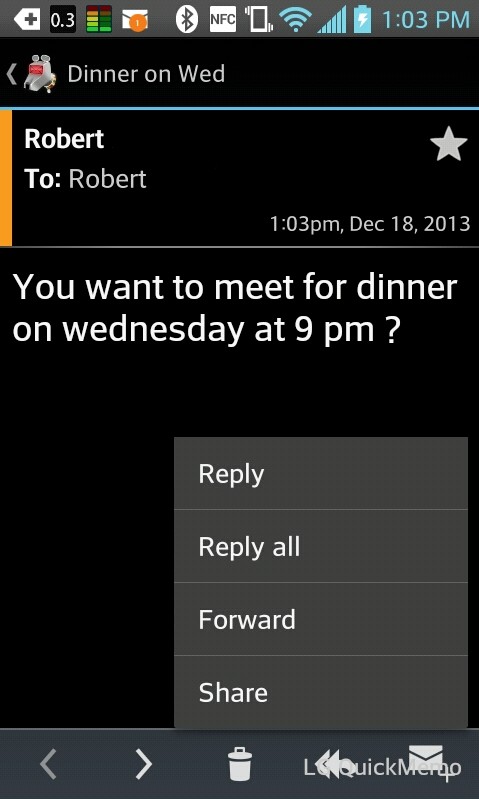 0.3
1
NFC
1:03 PM
Dinner on Wed
Robert
To: Robert
1:03pm, Dec 18, 2013
You want to meet for dinner
on wednesday at 9 pm ?
Reply
Reply all
Forward
Share
QuickMemo